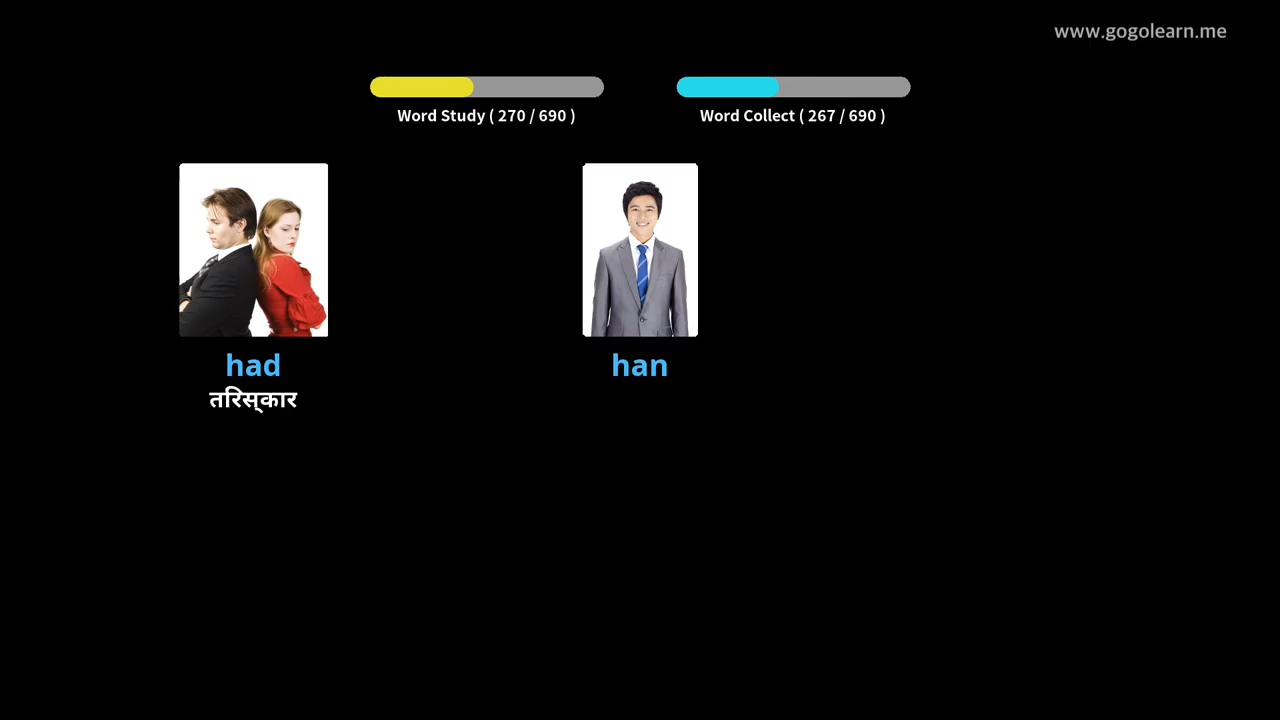 www.gogolearn.me
Word Study ( 270 / 690 )
Word Collect ( 267 / 690 )
had
han
तरिस्कार